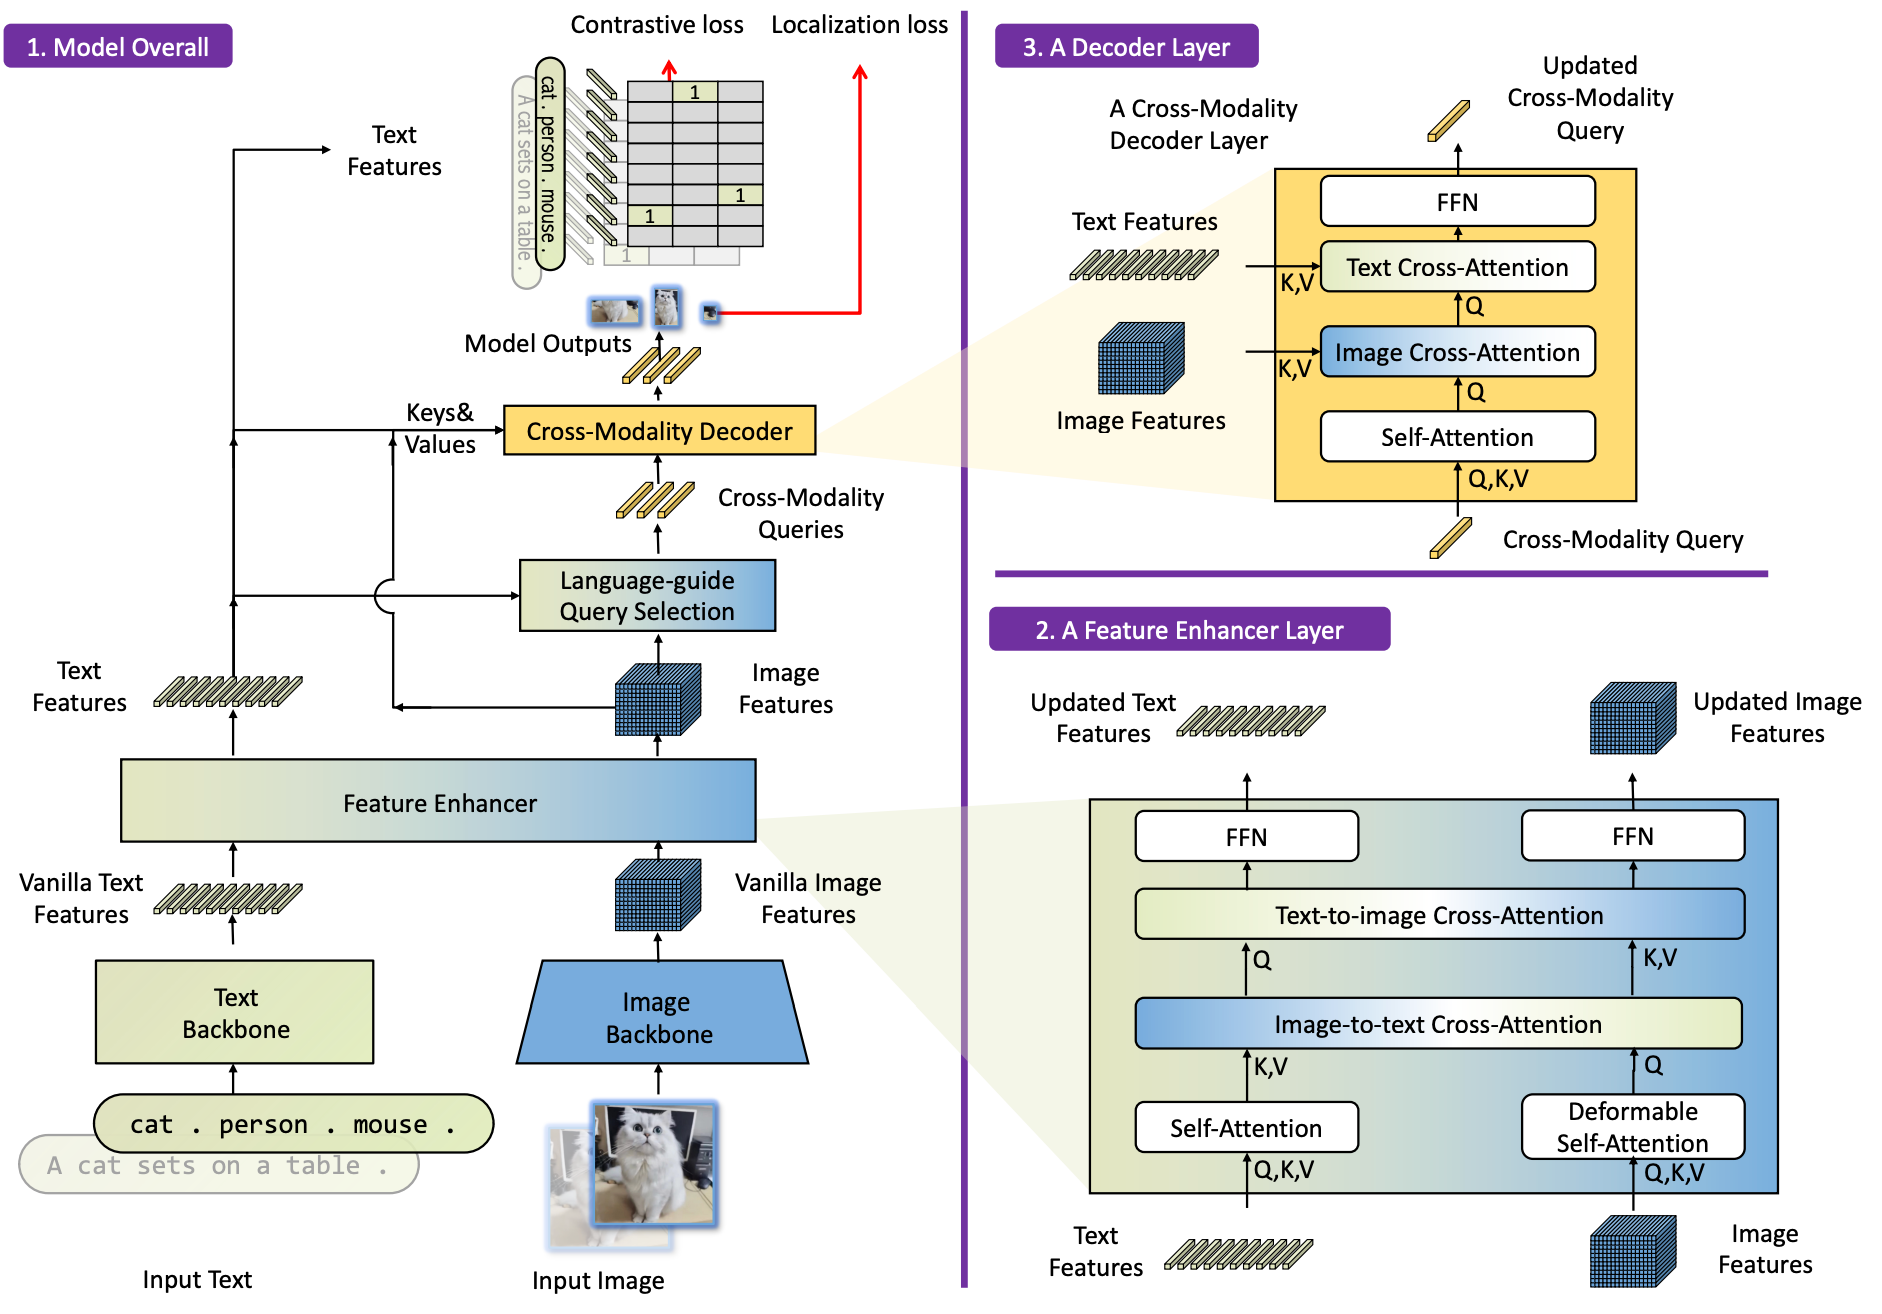 1. Model Overall
Contrastive loss
Localization loss
A cat sets on a table .
cat . person . mouse .
1
1
1
1
Text
Features
Model Outputs
Keys&
Values
Cross-Modality Decoder
Cross-Modality
Queries
Language-guide
Query Selection
Text
Features
Image
Features
Feature Enhancer
Vanilla Text
Features
Vanilla Image
Features
Text
Backbone
Image
Backbone
cat . person . mouse .
A cat sets on a table .
Input Text
Input Image
3. A Decoder Layer
A Cross-Modality
Decoder Layer
Updated
Cross-Modality
Query
FFN
Text Features
Text Cross-Attention
K,V
Q
Image Cross-Attention
K,V
Q
Image Features
Self-Attention
Q,K,V
Cross-Modality Query
2. A Feature Enhancer Layer
Updated Text
Features
Updated Image
Features
FFN
FFN
Text-to-image Cross-Attention
Q
K,V
Image-to-text Cross-Attention
K,V
Q
Self-Attention
Deformable
Self-Attention
Q,K,V
Q,K,V
Text
Features
Image
Features